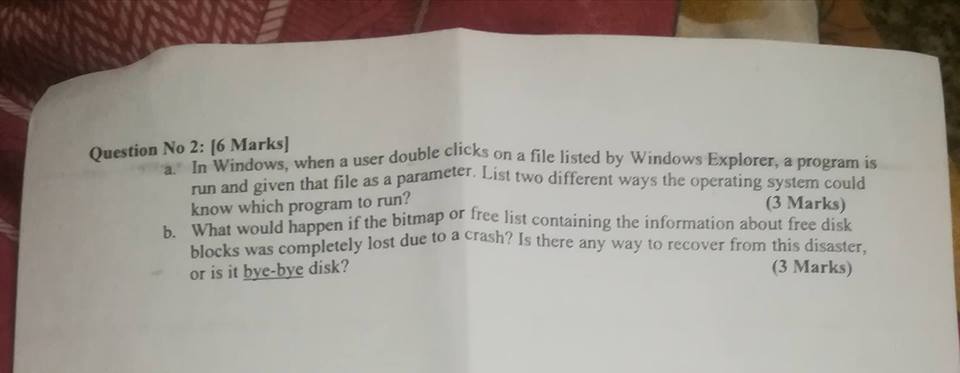 Question No 2: [6 Marks]
a. In Windows, when a user double clicks on a file listed by Windows Explorer, a program is
run and given that file as a parameter. List two different ways the operating system could
know which program to run? (3 Marks)
b. What would happen if the bitmap or free list containing the information about free disk
blocks was completely lost due to a crash? Is there any way to recover from this disaster,
or is it bye-bye disk? (3 Marks)